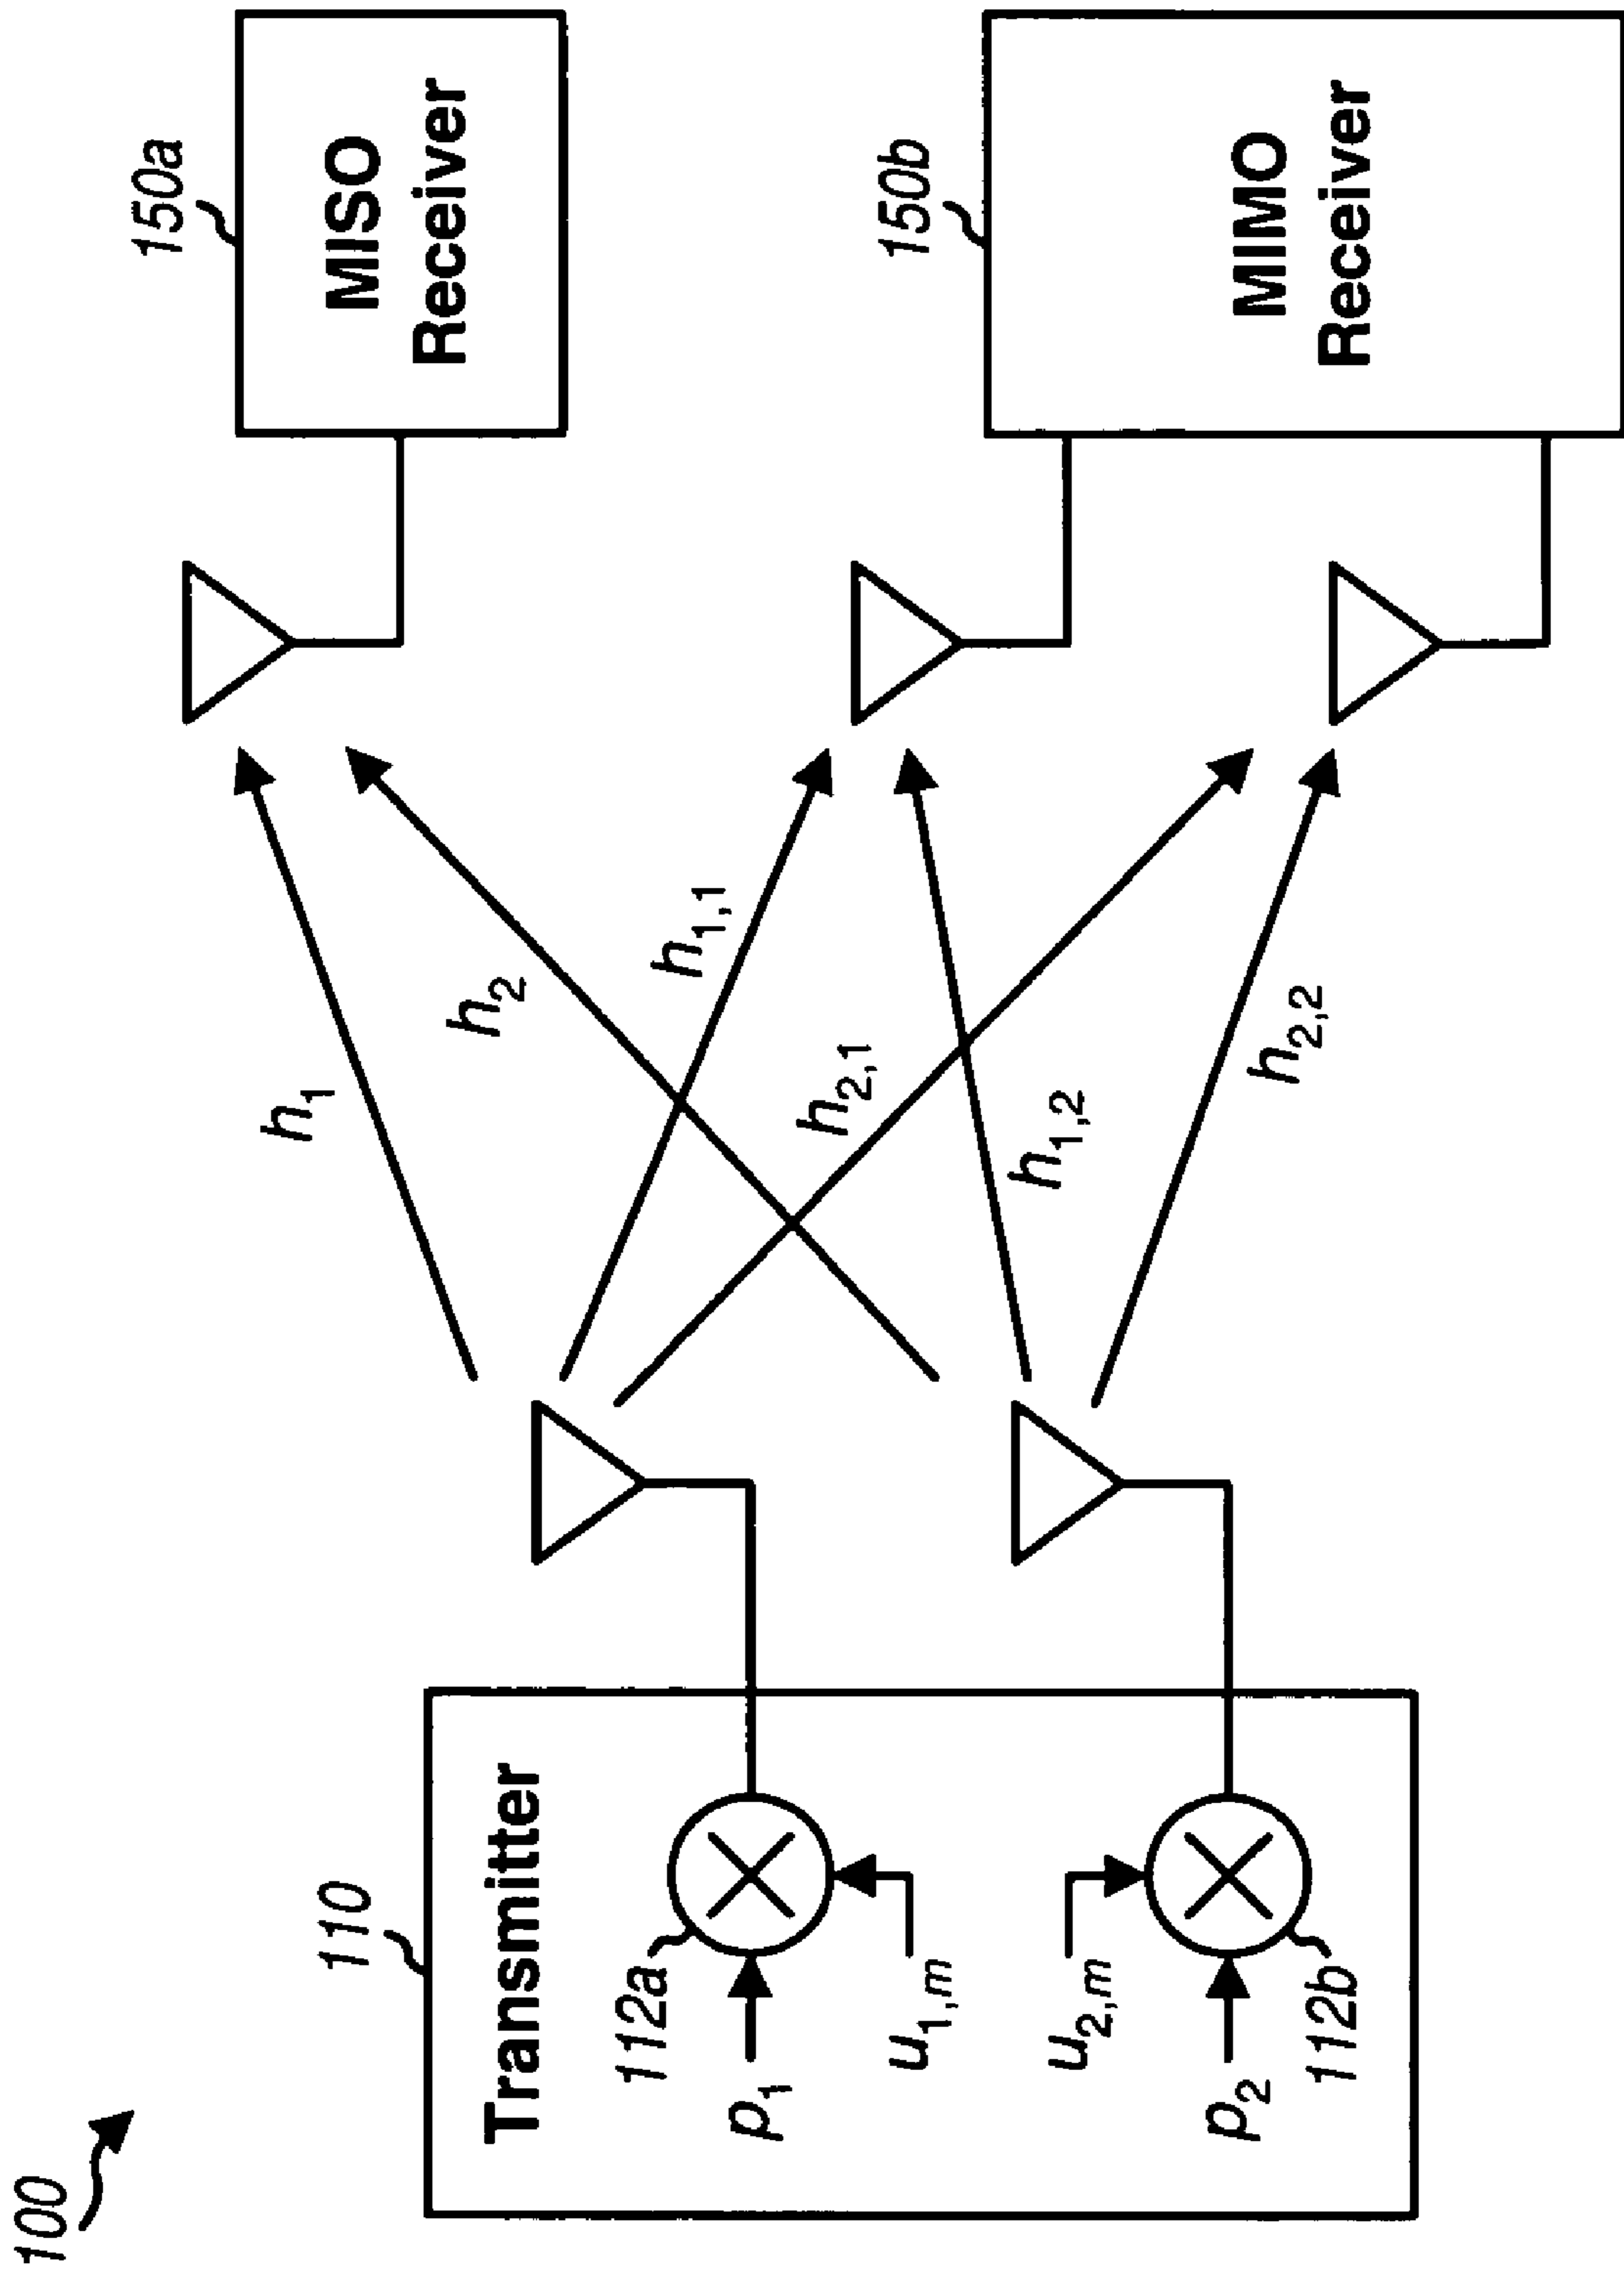 100
110
Transmitter
112a
p1
u1,m
u2,m
p2
112b
h1
h2
h1,1
h2,1
h1,2
h2,2
150a
MISO
Receiver
150b
MIMO
Receiver